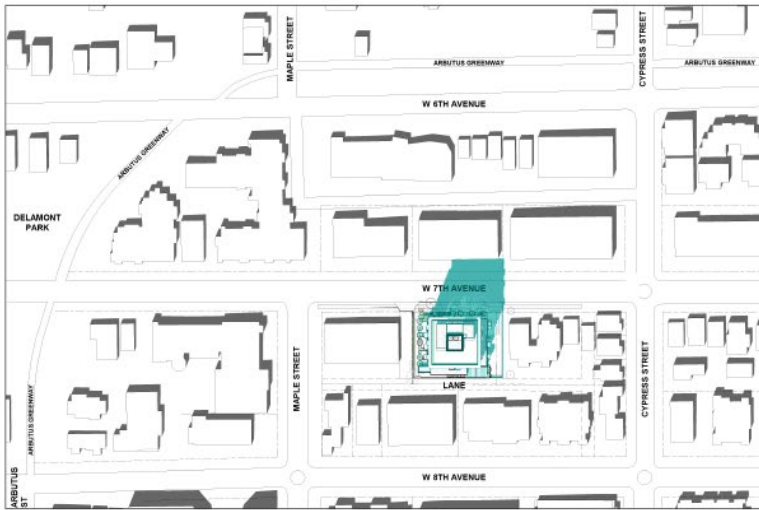 MAPLE STREET
CYPRESS STREET
ARBUTUS GREENWAY
ARBUTUS GREENWAY
W 6TH AVENUE
ARBUTUS GREENWAY
DELAMONT
PARK
W 7TH AVENUE
MAPLE STREET
LANE
CYPRESS STREET
ARBUTUS GREENWAY
W 8TH AVENUE
ARBUTUS
ST